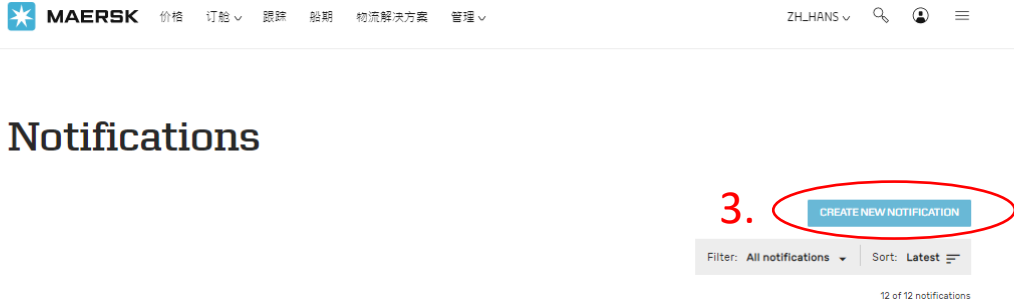 MAERSK 价格 订舱 跟踪 船期 物流解决方案 管理 ZH_HANS
Notifications
3. CREATE NEW NOTIFICATION
Filter: All notifications Sort: Latest
12 of 12 notifications